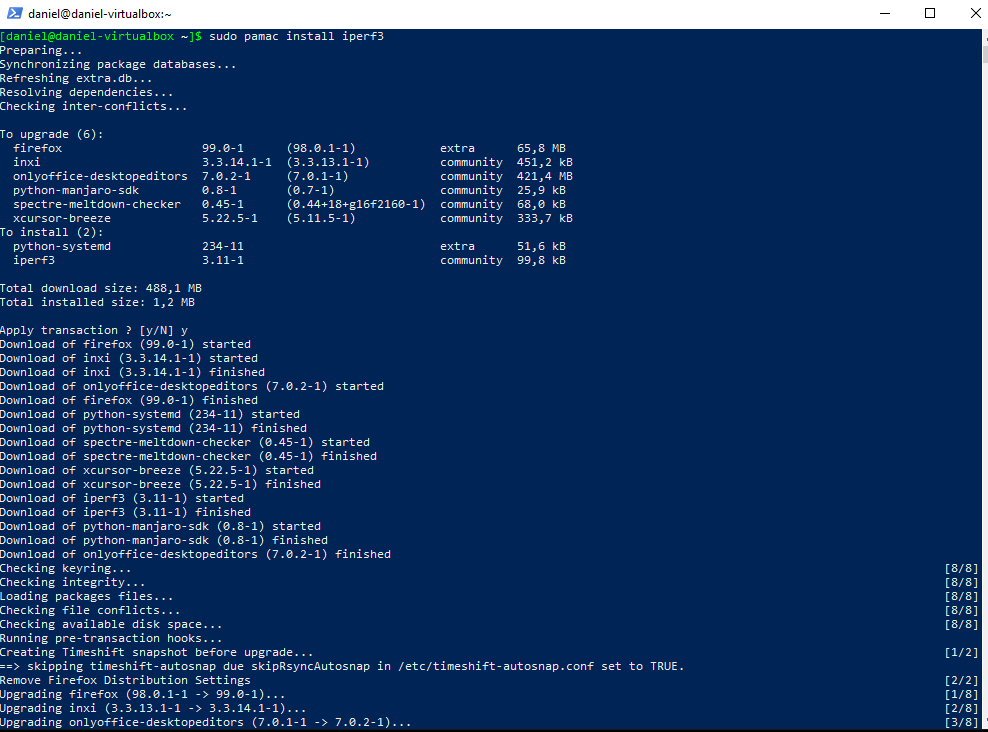 daniel@daniel-virtualbox:~
[daniel@daniel-virtualbox ~]$ sudo pamac install iperf3
Preparing...
Synchronizing package databases...
Refreshing extra.db...
Resolving dependencies...
Checking inter-conflicts...
To upgrade (6):
firefox 99.0-1 (98.0.1-1) extra 65,8 MB
inxi 3.3.14.1-1 (3.3.13.1-1) community 451,2 kB
onlyoffice-desktopeditors 7.0.2-1 (7.0.1-1) community 421,4 MB
python-manjaro-sdk 0.8-1 (0.7-1) community 25,9 kB
spectre-meltdown-checker 0.45-1 (0.44+18+g16f2160-1) community 68,0 kB
xcursor-breeze 5.22.5-1 (5.11.5-1) community 333,7 kB
To install (2):
python-systemd 234-11 extra 51,6 kB
iperf3 3.11-1 community 99,8 kB
Total download size: 488,1 MB
Total installed size: 1,2 MB
Apply transaction ? [y/N] y
Download of firefox (99.0-1) started
Download of inxi (3.3.14.1-1) started
Download of inxi (3.3.14.1-1) finished
Download of onlyoffice-desktopeditors (7.0.2-1) started
Download of firefox (99.0-1) finished
Download of python-systemd (234-11) started
Download of python-systemd (234-11) finished
Download of spectre-meltdown-checker (0.45-1) started
Download of spectre-meltdown-checker (0.45-1) finished
Download of xcursor-breeze (5.22.5-1) started
Download of xcursor-breeze (5.22.5-1) finished
Download of iperf3 (3.11-1) started
Download of iperf3 (3.11-1) finished
Download of python-manjaro-sdk (0.8-1) started
Download of python-manjaro-sdk (0.8-1) finished
Download of onlyoffice-desktopeditors (7.0.2-1) finished
Checking keyring... [8/8]
Checking integrity... [8/8]
Loading packages files... [8/8]
Checking file conflicts... [8/8]
Checking available disk space... [8/8]
Running pre-transaction hooks...
Creating Timeshift snapshot before upgrade... [1/2]
==> skipping timeshift-autosnap due skipRsyncAutosnap in /etc/timeshift-autosnap.conf set to TRUE.
Remove Firefox Distribution Settings [2/2]
Upgrading firefox (98.0.1-1 -> 99.0-1)... [1/8]
Upgrading inxi (3.3.13.1-1 -> 3.3.14.1-1)... [2/8]
Upgrading onlyoffice-desktopeditors (7.0.1-1 -> 7.0.2-1)... [3/8]